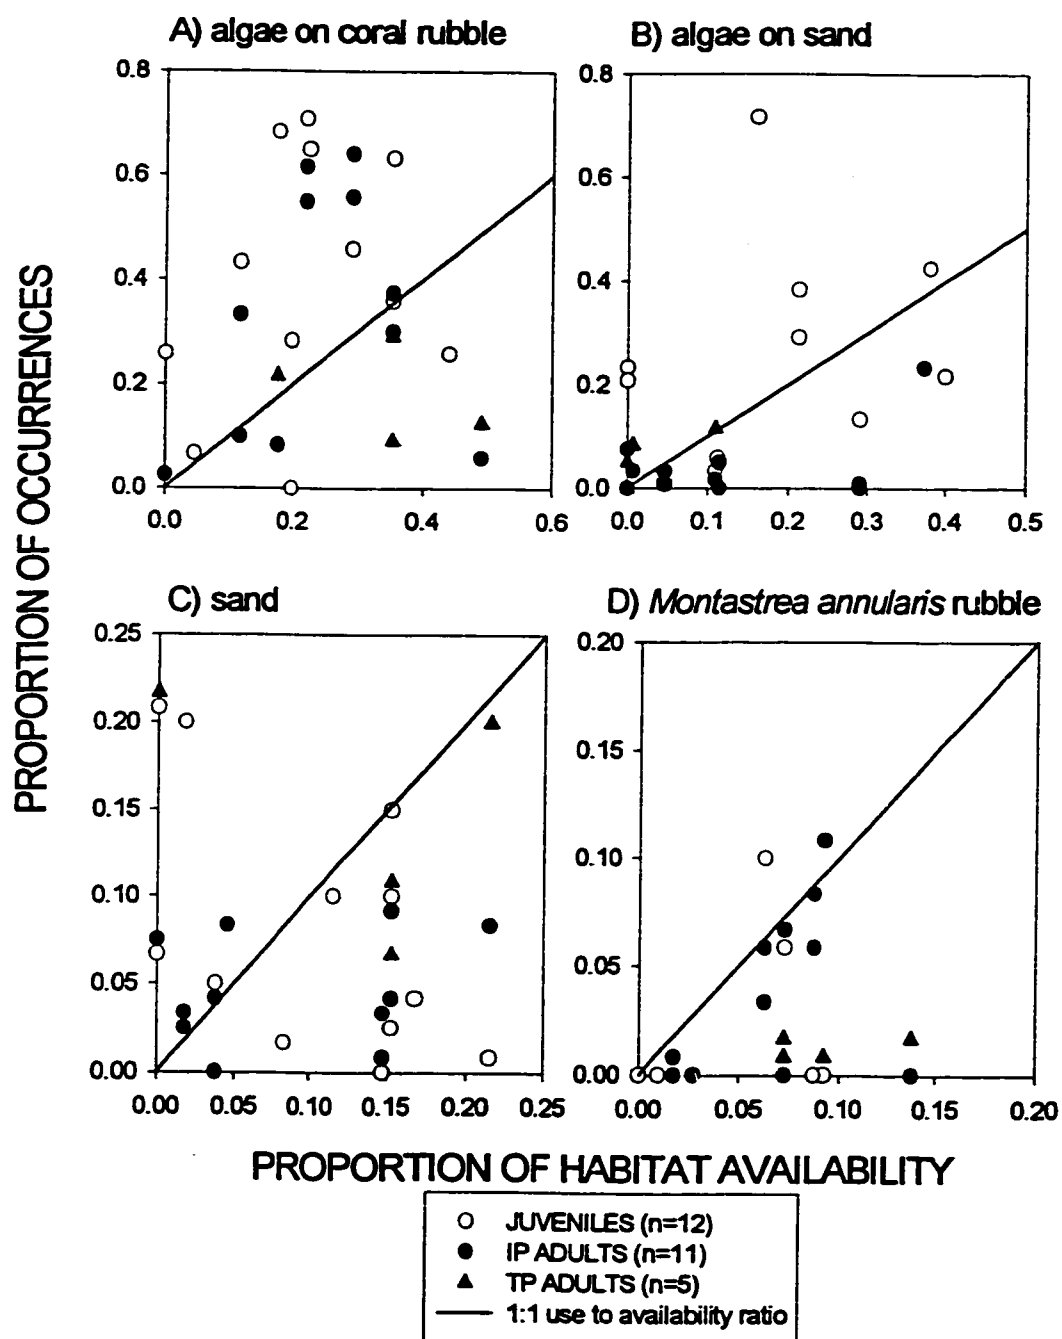 A) algae on coral rubble
B) algae on sand
0.8
0.6
0.4
0.2
0.0
0.0 0.2 0.4 0.6
0.8
0.6
0.4
0.2
0.0
0.0 0.1 0.2 0.3 0.4 0.5
PROPORTION OF OCCURRENCES
C) sand
D) Montastrea annularis rubble
0.25
0.20
0.15
0.10
0.05
0.00
0.00 0.05 0.10 0.15 0.20 0.25
0.20
0.15
0.10
0.05
0.00
0.00 0.05 0.10 0.15 0.20
PROPORTION OF HABITAT AVAILABILITY
JUVENILES (n=12)
IP ADULTS (n=11)
TP ADULTS (n=5)
1:1 use to availability ratio